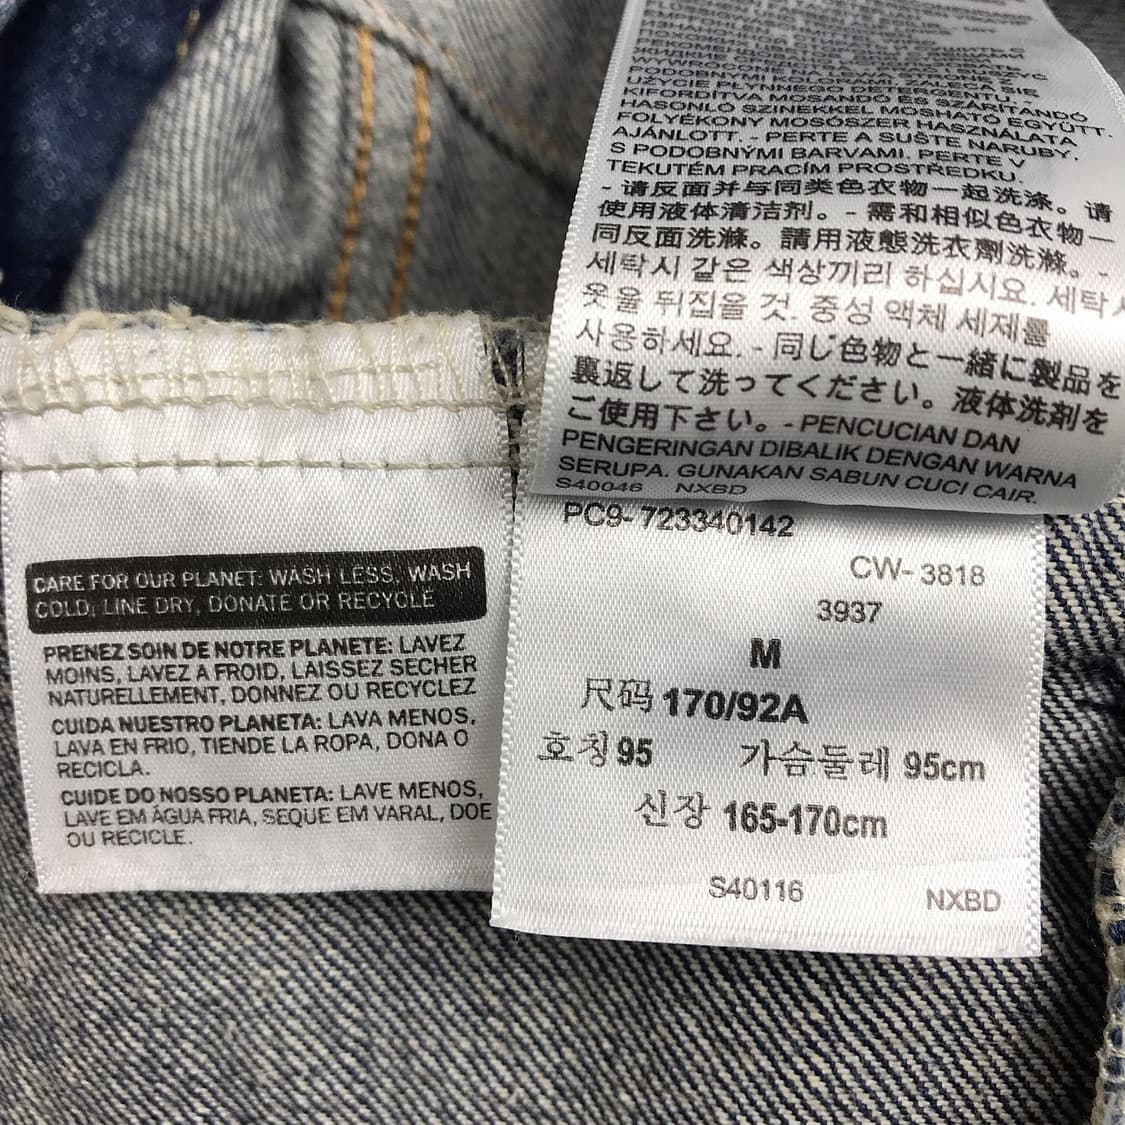 ЖИДКИЕ
PODOBNYMI KOLORAMI. ZALECA SIĘ
UŻYCIE PŁYNNEGO DETERGENTU. -
KIFORDÍTVA MOSANDÓ ÉS SZÁRÍTANDÓ
HASONLÓ SZINEKKEL MOSHATÓ EGYÜTT.
FOLYÉKONY MOSÓSZER HASZNÁLATA
AJÁNLOTT. - PERTE A SUŠTE NARUBY.
S PODOBNÝMI BARVAMI. PERTE V
TEKUTÉM PRACÍM PROSTŘEDKU.
- 请反面并与同类色衣物一起洗涤。请
使用液体清洁剂。- 需和相似色衣物一
同反面洗滌。請用液態洗衣劑洗滌。-
세탁시 같은 색상끼리 하십시요. 세탁시
옷을 뒤집을 것. 중성 액체 세제를
사용하세요. - 同じ色物と一緒に製品を
裏返して洗ってください。液体洗剤を
ご使用下さい。- PENCUCIAN DAN
PENGERINGAN DIBALIK DENGAN WARNA
SERUPA. GUNAKAN SABUN CUCI CAIR.
S40046 NXBD
CARE FOR OUR PLANET: WASH LESS, WASH
COLD, LINE DRY, DONATE OR RECYCLE
PRENEZ SOIN DE NOTRE PLANETE: LAVEZ
MOINS, LAVEZ A FROID, LAISSEZ SECHER
NATURELLEMENT, DONNEZ OU RECYCLEZ
CUIDA NUESTRO PLANETA: LAVA MENOS,
LAVA EN FRIO, TIENDE LA ROPA, DONA O
RECICLA.
CUIDE DO NOSSO PLANETA: LAVE MENOS,
LAVE EM ÁGUA FRIA, SEQUE EM VARAL, DOE
OU RECICLE.
PC9- 723340142
CW- 3818
3937
M
尺码 170/92A
호칭 95 가슴둘레 95cm
신장 165-170cm
S40116 NXBD